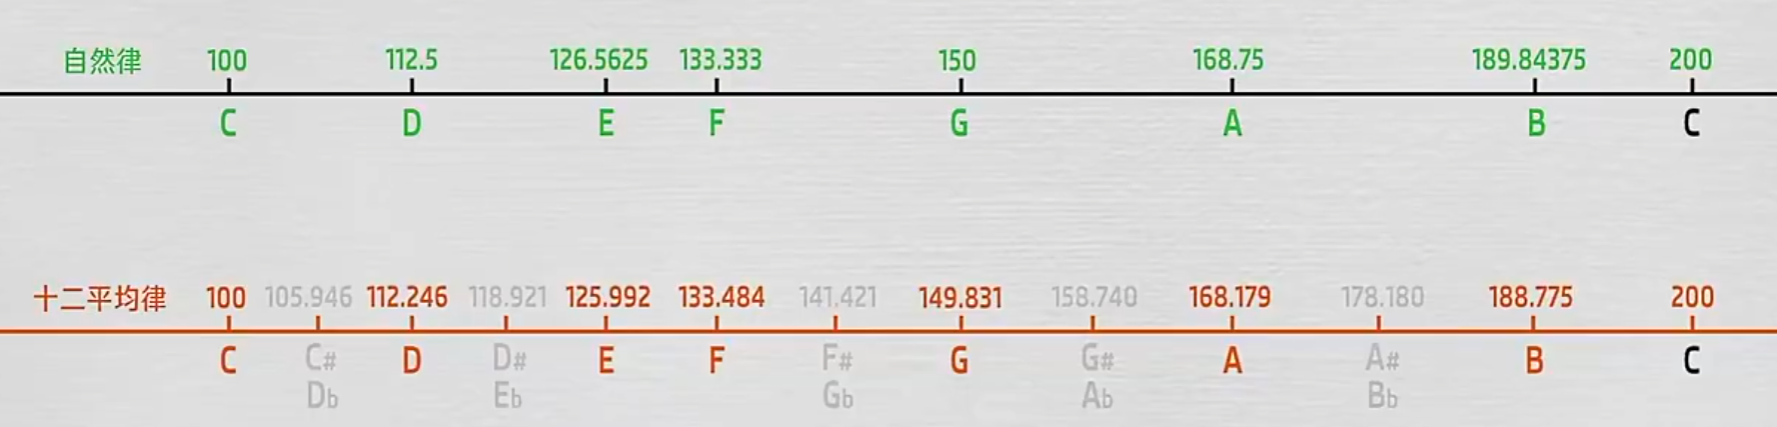 自然律 100 112.5 126.5625 133.333 150 168.75 189.84375 200
C D E F G A B C
十二平均律 100 105.946 112.246 118.921 125.992 133.484 141.421 149.831 158.740 168.179 178.180 188.775 200
C C# D D# E F F# G G# A A# B C
Db Eb Gb Ab Bb